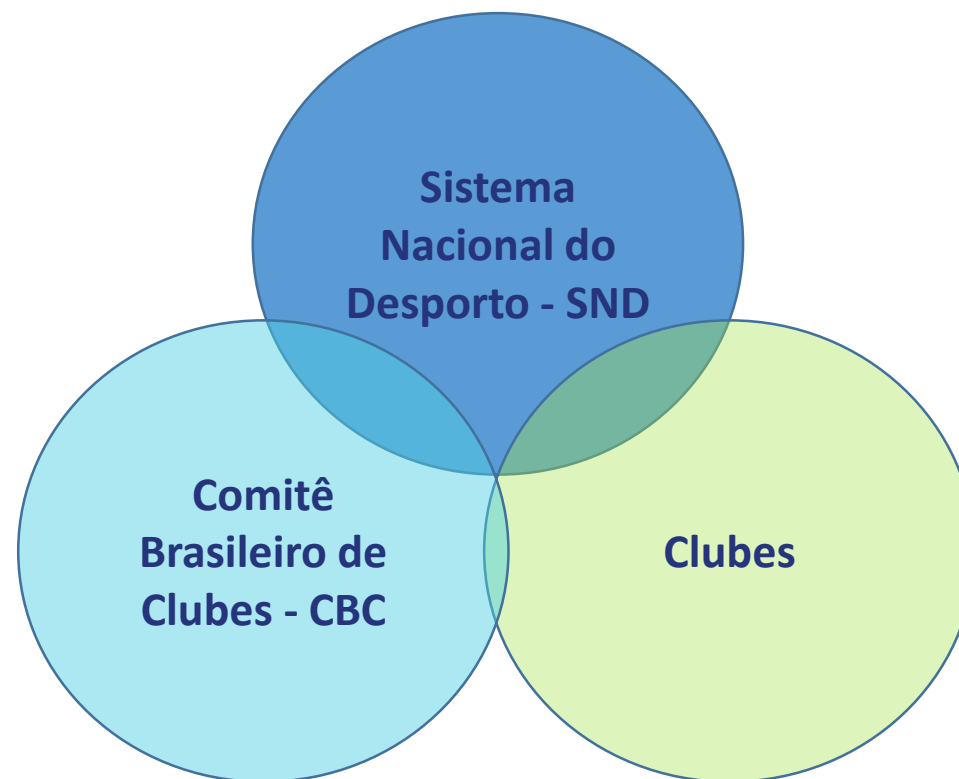 Sistema
Nacional do
Desporto - SND
Comitê
Brasileiro de
Clubes - CBC
Clubes